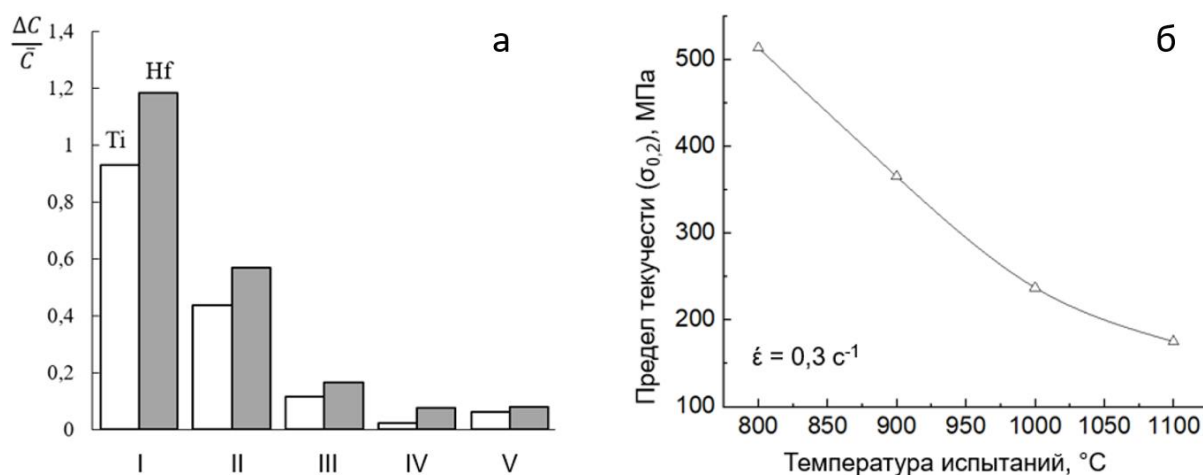 ΔC
C̄
1,4
1,2
1
0,8
0,6
0,4
0,2
0
Ti
Hf
а
I II III IV V
б
Предел текучести (σ0,2), МПа
500
400
300
200
100
έ = 0,3 с-1
800 850 900 950 1000 1050 1100
Температура испытаний, °C